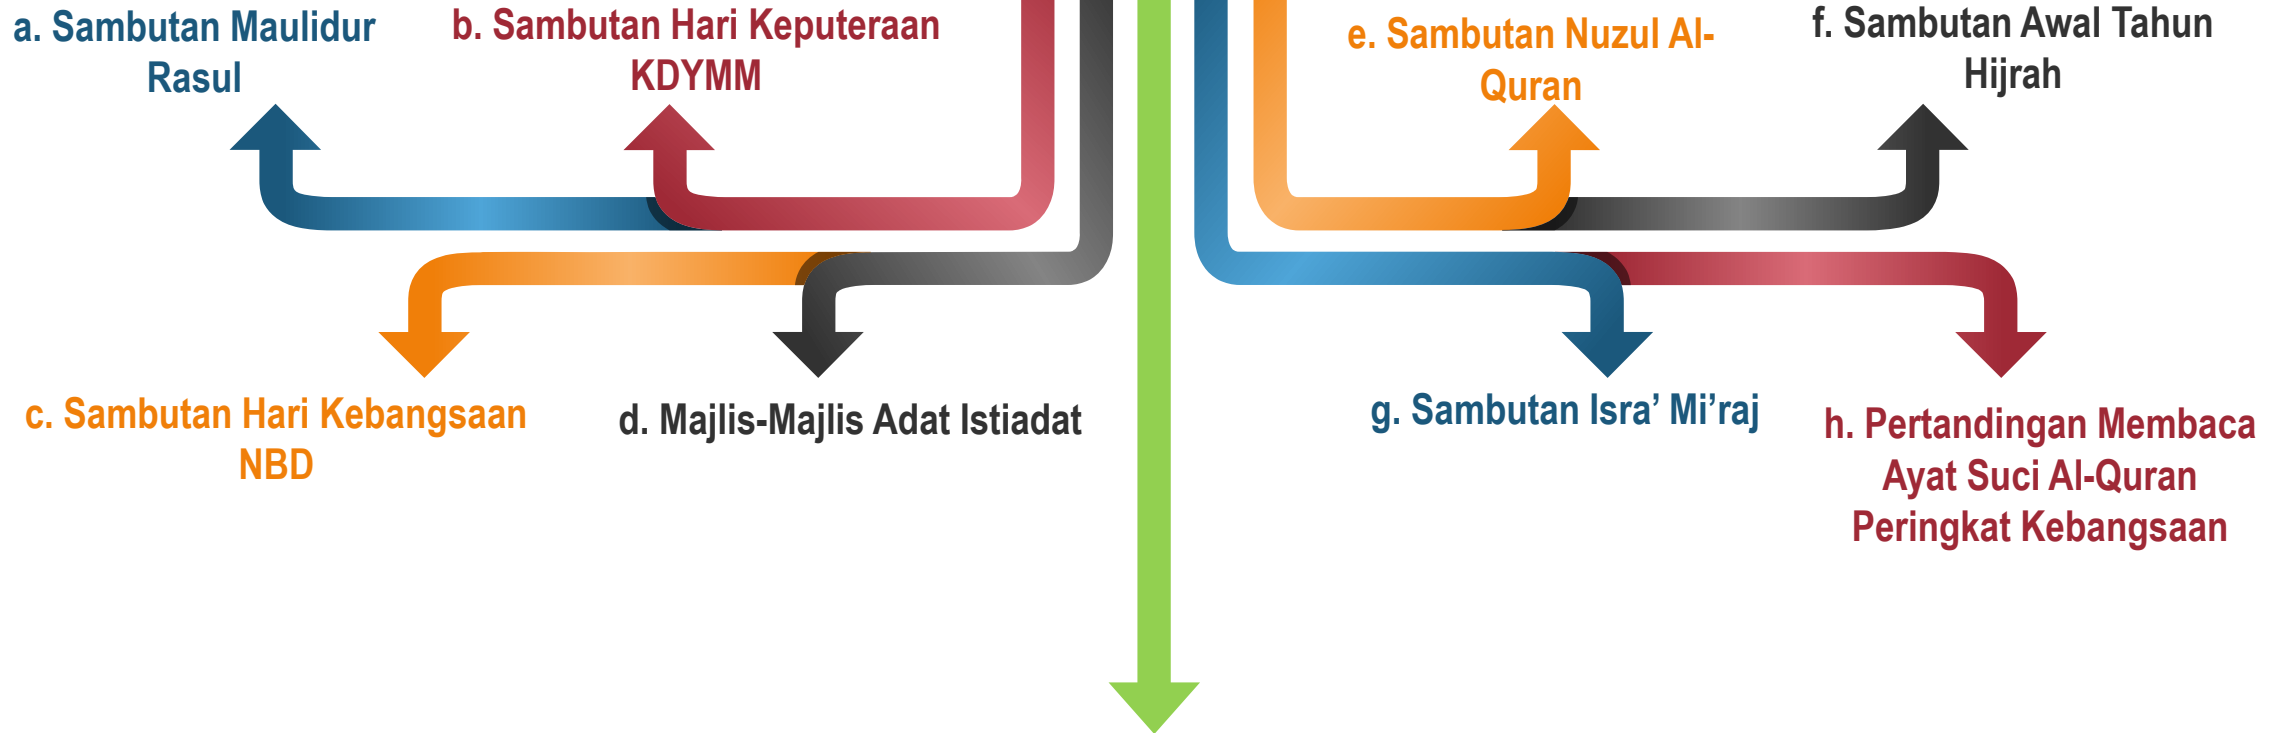 a. Sambutan Maulidur
Rasul
b. Sambutan Hari Keputeraan
KDYMM
c. Sambutan Hari Kebangsaan
NBD
d. Majlis-Majlis Adat Istiadat
e. Sambutan Nuzul Al-
Quran
f. Sambutan Awal Tahun
Hijrah
g. Sambutan Isra’ Mi’raj
h. Pertandingan Membaca
Ayat Suci Al-Quran
Peringkat Kebangsaan